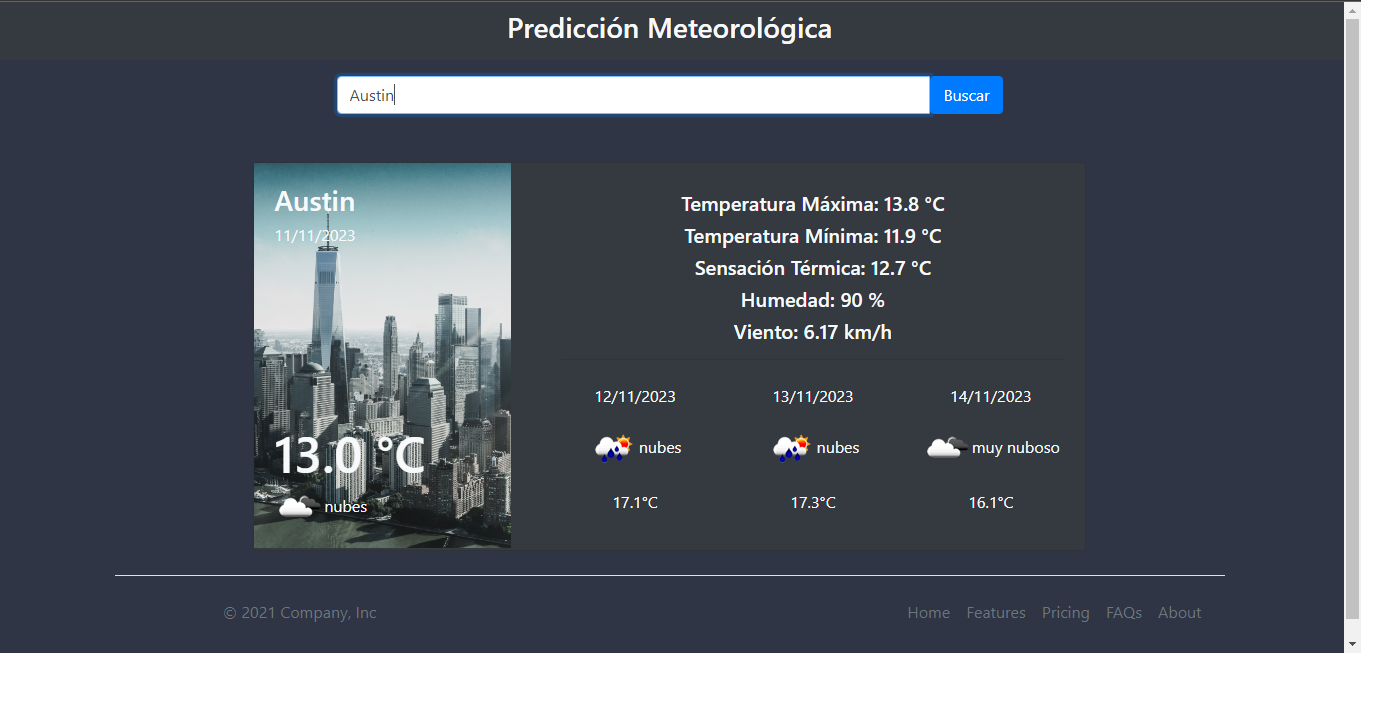 Predicción Meteorológica
Austin
Buscar
Austin
11/11/2023
13.0 °C
nubes
Temperatura Máxima: 13.8 °C
Temperatura Mínima: 11.9 °C
Sensación Térmica: 12.7 °C
Humedad: 90 %
Viento: 6.17 km/h
12/11/2023 13/11/2023 14/11/2023
nubes nubes muy nuboso
17.1°C 17.3°C 16.1°C
© 2021 Company, Inc Home Features Pricing FAQs About